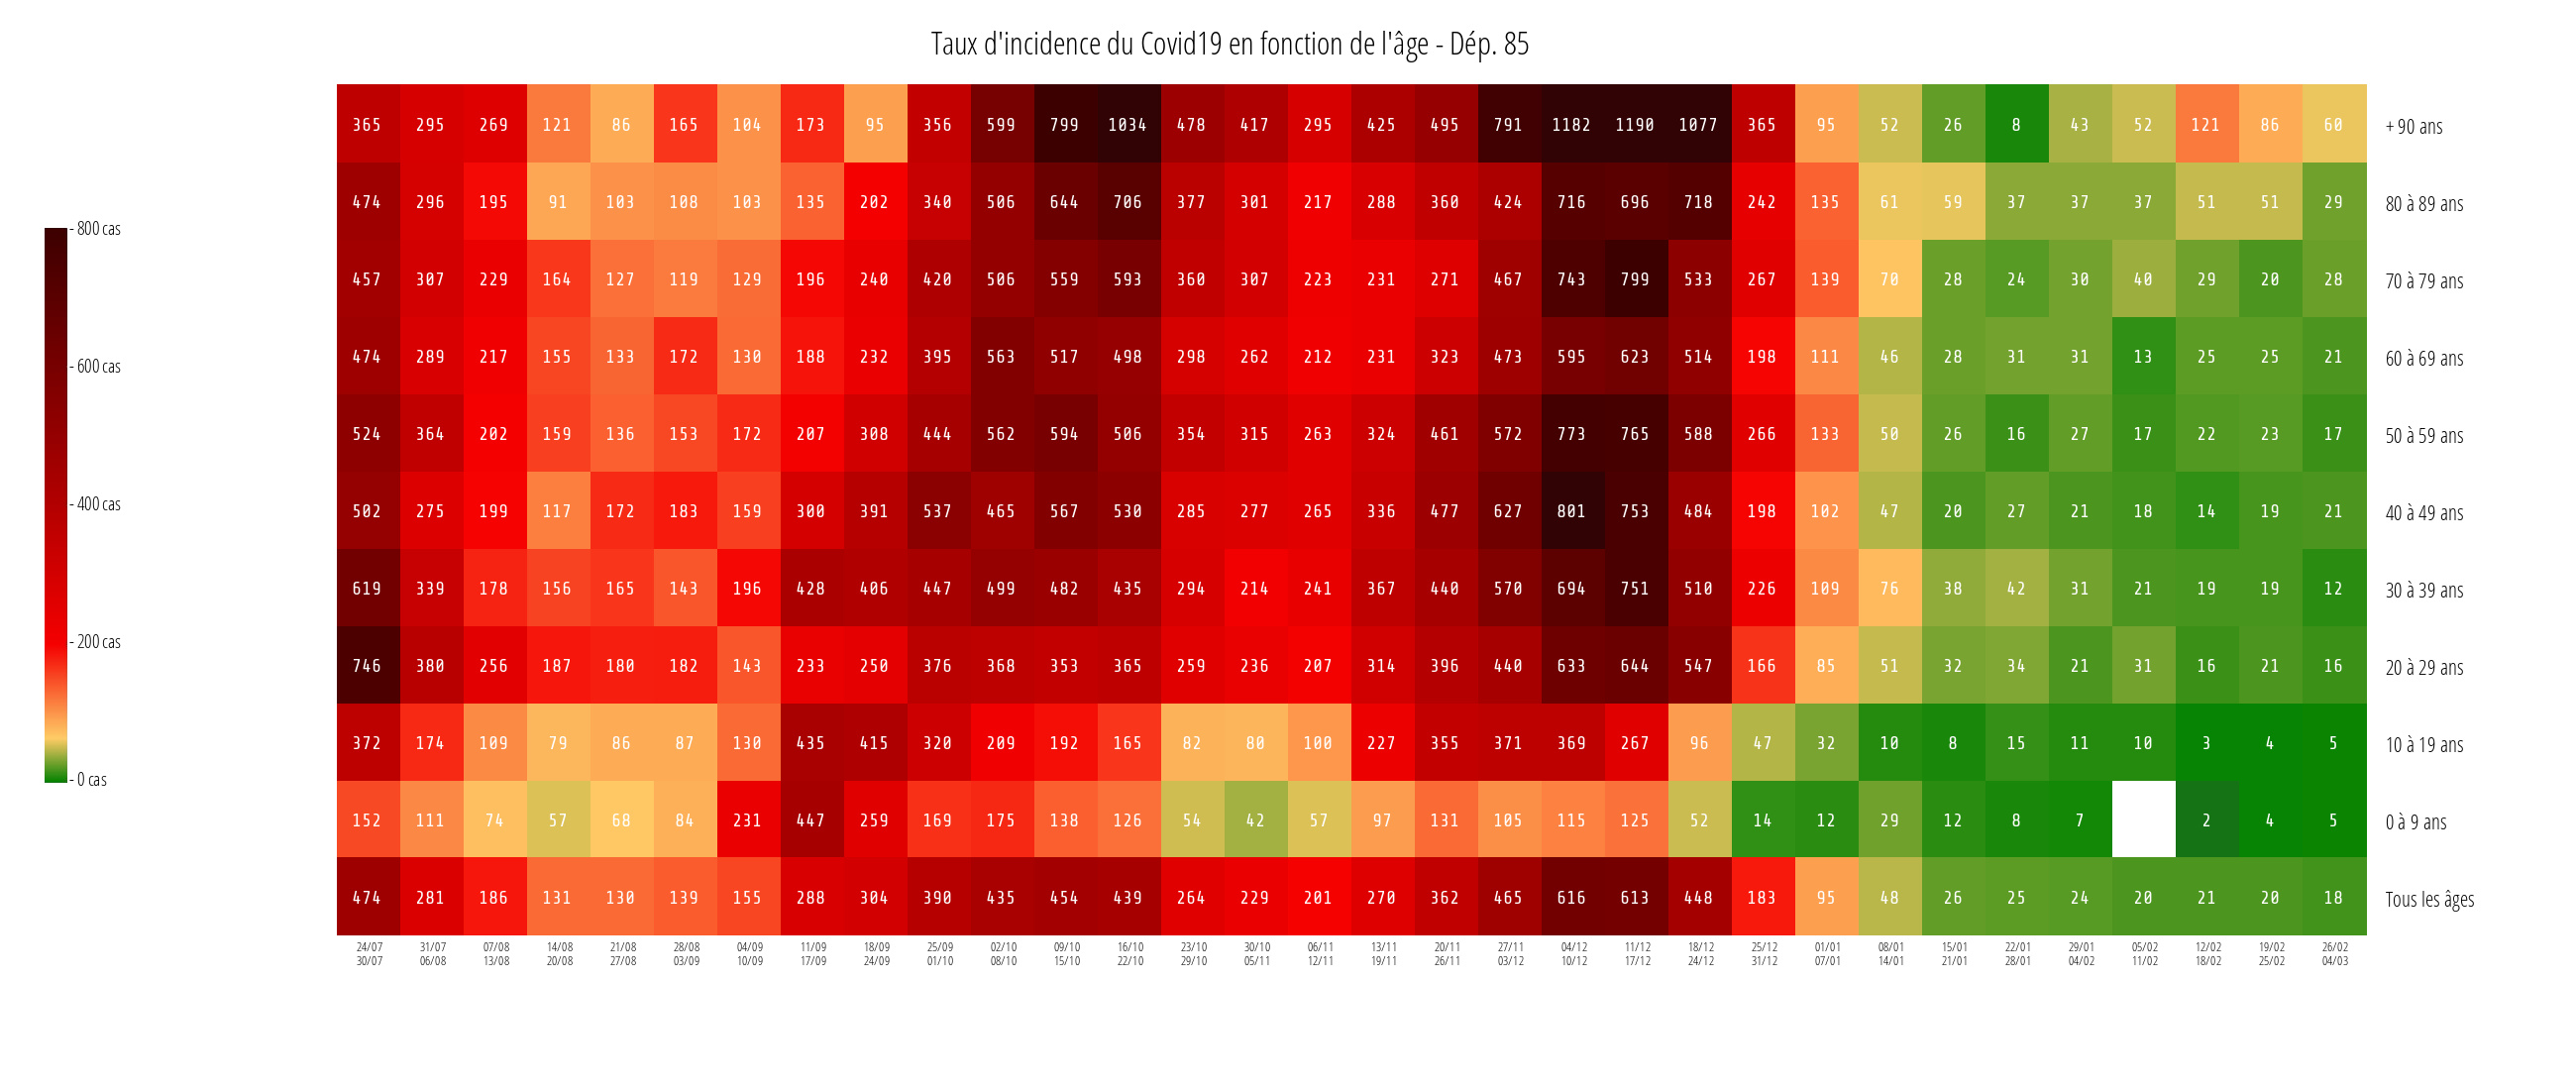 Taux d'incidence du Covid19 en fonction de l'âge - Dép. 85
- 800 cas
- 600 cas
- 400 cas
- 200 cas
- 0 cas
365 295 269 121 86 165 104 173 95 356 599 799 1034 478 417 295 425 495 791 1182 1190 1077 365 95 52 26 8 43 52 121 86 60 + 90 ans
474 296 195 91 103 108 103 135 202 340 506 644 706 377 301 217 288 360 424 716 696 718 242 135 61 59 37 37 37 51 51 29 80 à 89 ans
457 307 229 164 127 119 129 196 240 420 506 559 593 360 307 223 231 271 467 743 799 533 267 139 70 28 24 30 40 29 20 28 70 à 79 ans
474 289 217 155 133 172 130 188 232 395 563 517 498 298 262 212 231 323 473 595 623 514 198 111 46 28 31 31 13 25 25 21 60 à 69 ans
524 364 202 159 136 153 172 207 308 444 562 594 506 354 315 263 324 461 572 773 765 588 266 133 50 26 16 27 17 22 23 17 50 à 59 ans
502 275 199 117 172 183 159 300 391 537 465 567 530 285 277 265 336 477 627 801 753 484 198 102 47 20 27 21 18 14 19 21 40 à 49 ans
619 339 178 156 165 143 196 428 406 447 499 482 435 294 214 241 367 440 570 694 751 510 226 109 76 38 42 31 21 19 19 12 30 à 39 ans
746 380 256 187 180 182 143 233 250 376 368 353 365 259 236 207 314 396 440 633 644 547 166 85 51 32 34 21 31 16 21 16 20 à 29 ans
372 174 109 79 86 87 130 435 415 320 209 192 165 82 80 100 227 355 371 369 267 96 47 32 10 8 15 11 10 3 4 5 10 à 19 ans
152 111 74 57 68 84 231 447 259 169 175 138 126 54 42 57 97 131 105 115 125 52 14 12 29 12 8 7 2 4 5 0 à 9 ans
474 281 186 131 130 139 155 288 304 390 435 454 439 264 229 201 270 362 465 616 613 448 183 95 48 26 25 24 20 21 20 18 Tous les âges
24/07 31/07 07/08 14/08 21/08 28/08 04/09 11/09 18/09 25/09 02/10 09/10 16/10 23/10 30/10 06/11 13/11 20/11 27/11 04/12 11/12 18/12 25/12 01/01 08/01 15/01 22/01 29/01 05/02 12/02 19/02 26/02
30/07 06/08 13/08 20/08 27/08 03/09 10/09 17/09 24/09 01/10 08/10 15/10 22/10 29/10 05/11 12/11 19/11 26/11 03/12 10/12 17/12 24/12 31/12 07/01 14/01 21/01 28/01 04/02 11/02 18/02 25/02 04/03